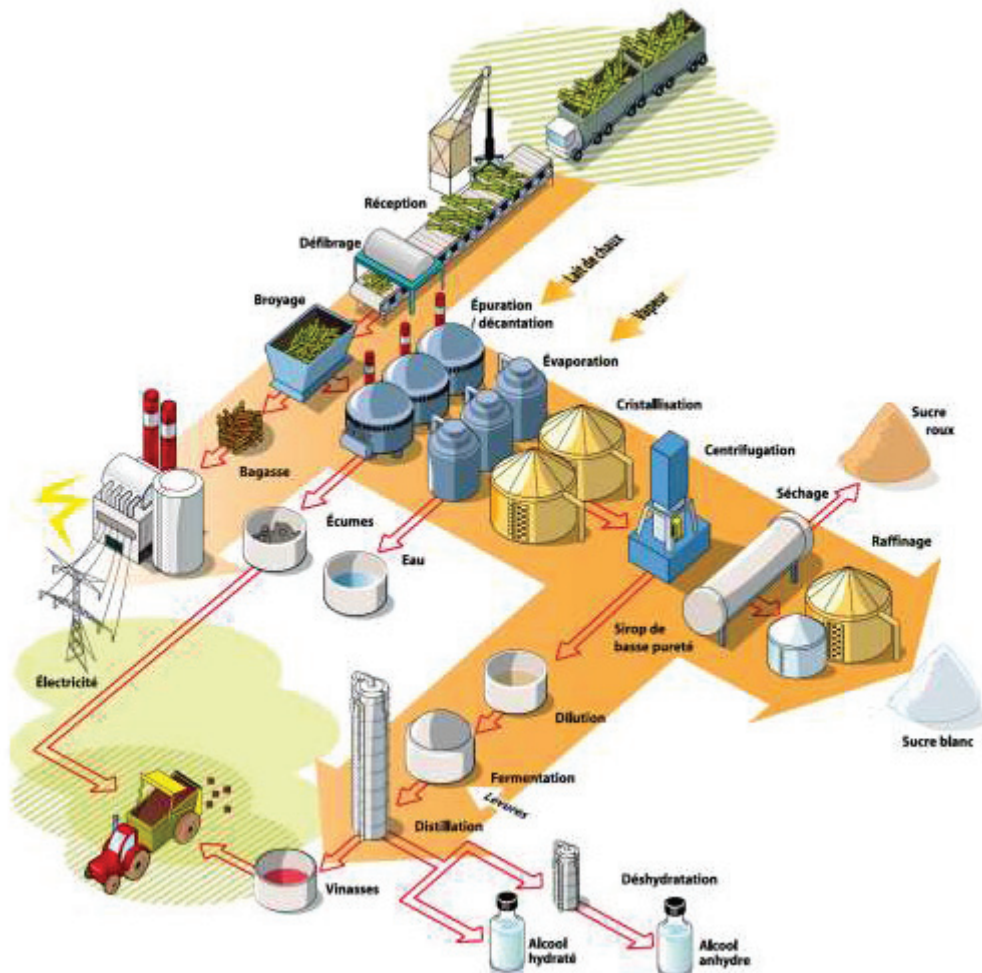 Réception
Défibrage
Broyage
Lait de chaux
Vapeur
Épuration
/ décantation
Évaporation
Cristallisation
Centrifugation
Sucre
roux
Séchage
Raffinage
Bagasse
Écumes
Eau
Sirop de
basse pureté
Électricité
Dilution
Sucre blanc
Fermentation
Levures
Distillation
Vinasses
Déshydratation
Alcool
hydraté
Alcool
anhydre